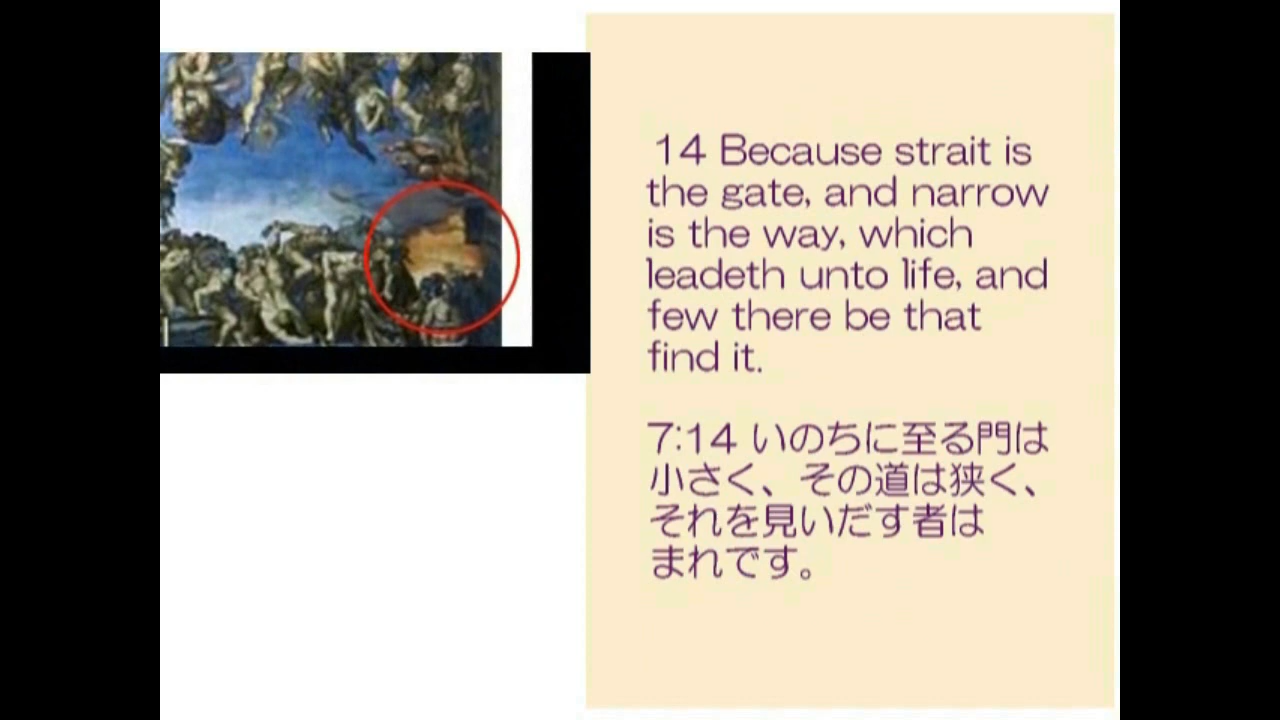 14 Because strait is
the gate, and narrow
is the way, which
leadeth unto life, and
few there be that
find it.
7:14 いのちに至る門は
小さく、その道は狭く、
それを見いだす者は
まれです。